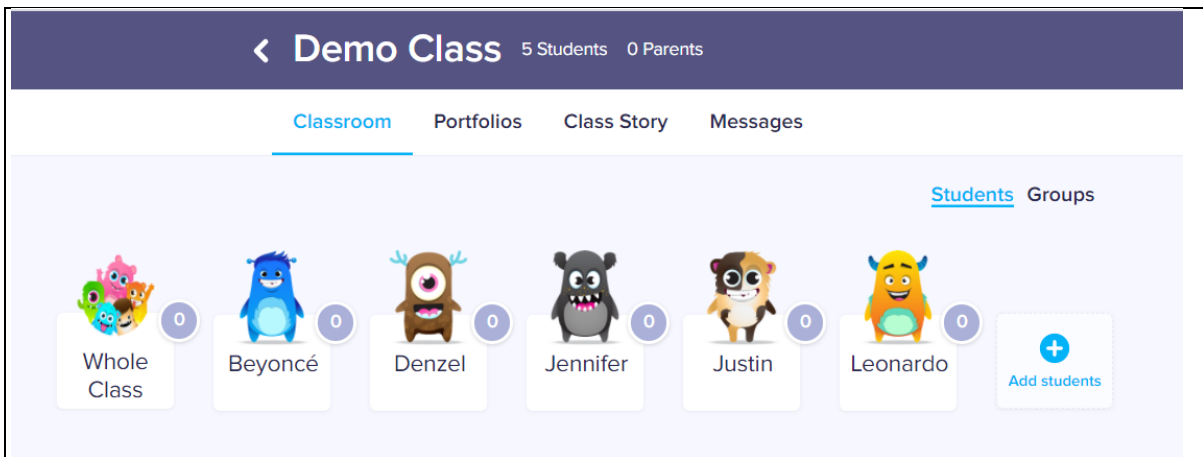 Demo Class 5 Students 0 Parents
Classroom Portfolios Class Story Messages
Students Groups
0 0 0 0 0 0
Whole Class
Beyoncé
Denzel
Jennifer
Justin
Leonardo
Add students